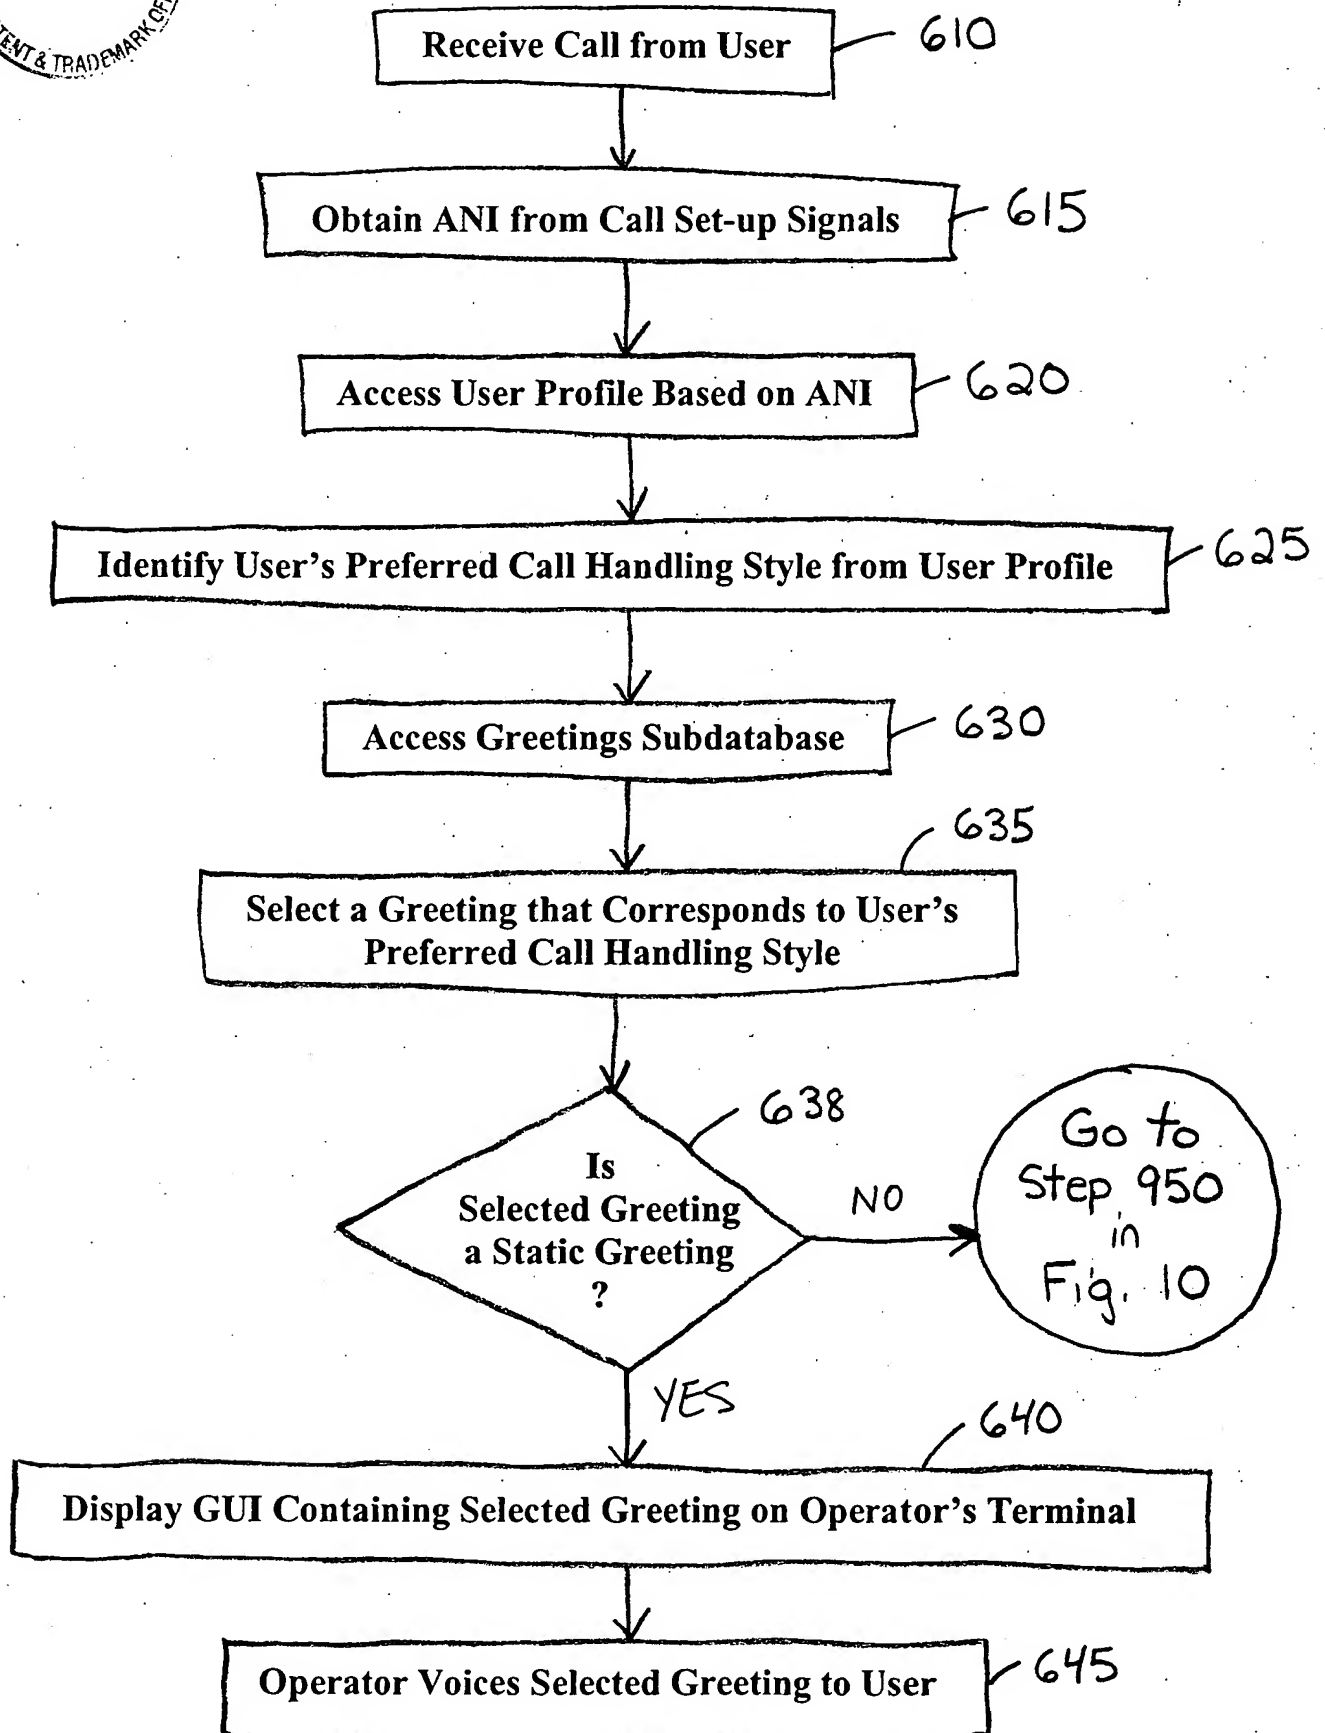 TENT & TRADEMARK
Receive Call from User
610
Obtain ANI from Call Set-up Signals
615
Access User Profile Based on ANI
620
Identify User's Preferred Call Handling Style from User Profile
625
Access Greetings Subdatabase
630
635
Select a Greeting that Corresponds to User's
Preferred Call Handling Style
638
Is
Selected Greeting
a Static Greeting
?
NO
Go to
Step 950
in
Fig. 10
YES
640
Display GUI Containing Selected Greeting on Operator's Terminal
Operator Voices Selected Greeting to User
645